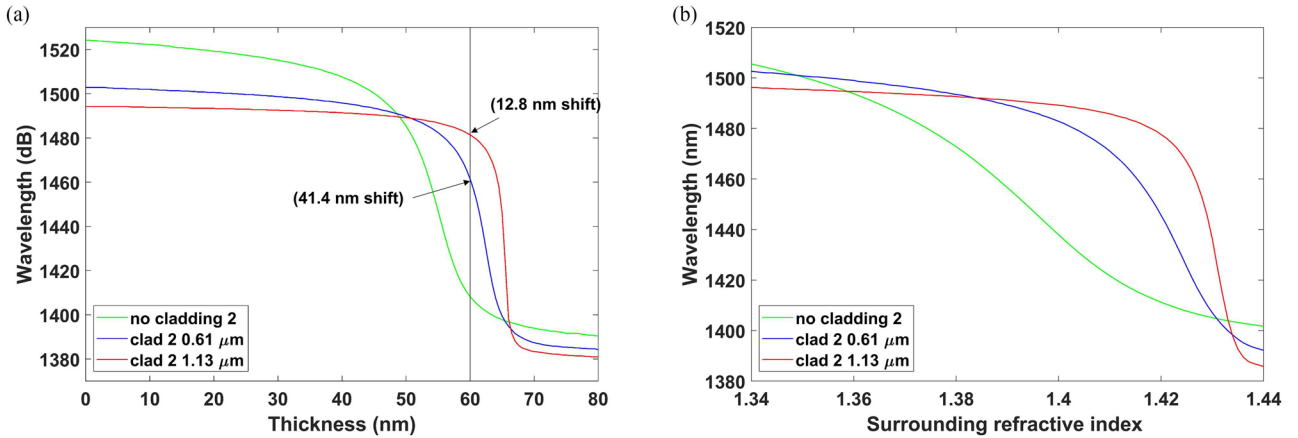 (a)
1520
1500
1480
1460
1440
1420
1400
1380
Wavelength (dB)
(12.8 nm shift)
(41.4 nm shift)
no cladding 2
clad 2 0.61 μm
clad 2 1.13 μm
0 10 20 30 40 50 60 70 80
Thickness (nm)
(b)
1520
1500
1480
1460
1440
1420
1400
1380
Wavelength (nm)
no cladding 2
clad 2 0.61 μm
clad 2 1.13 μm
1.34 1.36 1.38 1.4 1.42 1.44
Surrounding refractive index